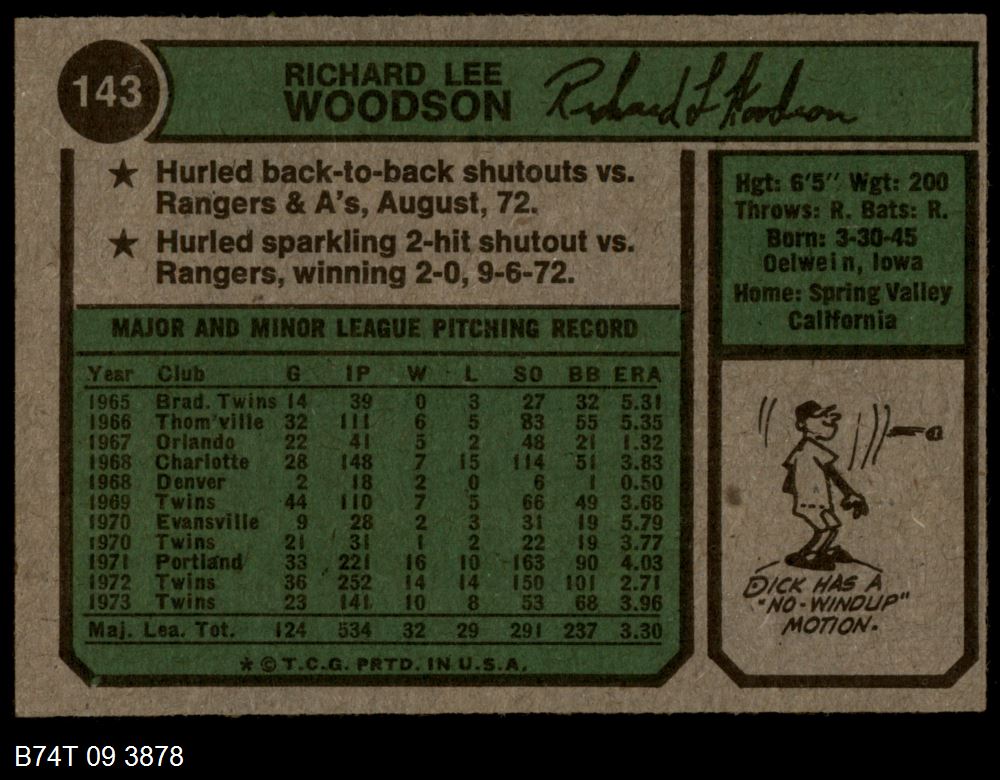 143
RICHARD LEE
WOODSON
Richard L Woodson
★ Hurled back-to-back shutouts vs.
Rangers & A's, August, 72.
★ Hurled sparkling 2-hit shutout vs.
Rangers, winning 2-0, 9-6-72.
Hgt: 6'5" Wgt: 200
Throws: R. Bats: R.
Born: 3-30-45
Oelwein, Iowa
Home: Spring Valley
California
MAJOR AND MINOR LEAGUE PITCHING RECORD
Year Club G IP W L SO BB ERA
1965 Brad. Twins 14 39 0 3 27 32 5.31
1966 Thom'ville 32 111 6 5 83 55 5.35
1967 Orlando 22 41 5 2 48 21 1.32
1968 Charlotte 28 148 7 15 114 51 3.83
1968 Denver 2 18 2 0 6 1 0.50
1969 Twins 44 110 7 5 66 49 3.68
1970 Evansville 9 28 2 3 31 19 5.79
1970 Twins 21 31 1 2 22 19 3.77
1971 Portland 33 221 16 10 163 90 4.03
1972 Twins 36 252 14 14 150 101 2.71
1973 Twins 23 141 10 8 53 68 3.96
Maj. Lea. Tot. 124 534 32 29 291 237 3.30
★ © T.C.G. PRTD. IN U.S.A.
DICK HAS A
"NO-WINDUP"
MOTION.
B74T 09 3878